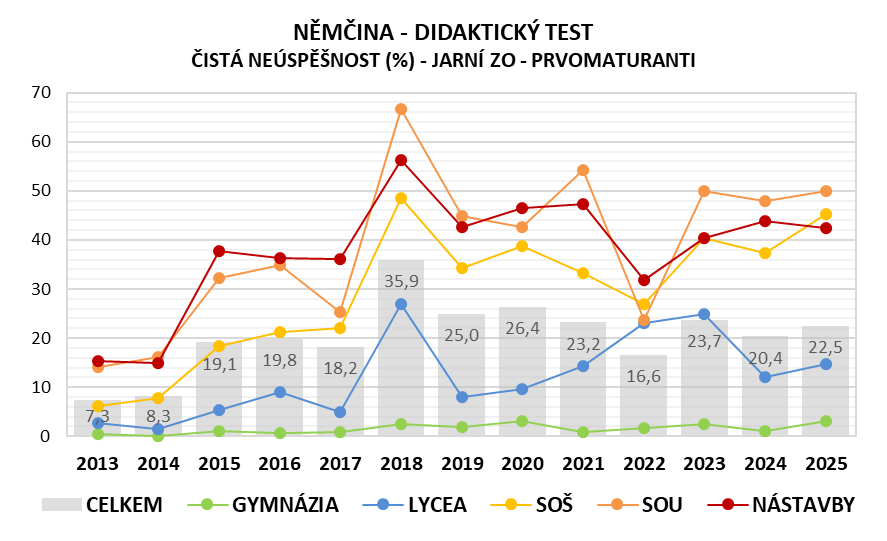 NĚMČINA - DIDAKTICKÝ TEST
ČISTÁ NEÚSPĚŠNOST (%) - JARNÍ ZO - PRVOMATURANTI
70
60
50
40
30
20
10
0
7,3 8,3 19,1 19,8 18,2 35,9 25,0 26,4 23,2 16,6 23,7 20,4 22,5
2013 2014 2015 2016 2017 2018 2019 2020 2021 2022 2023 2024 2025
CELKEM GYMNÁZIA LYCEA SOŠ SOU NÁSTAVBY